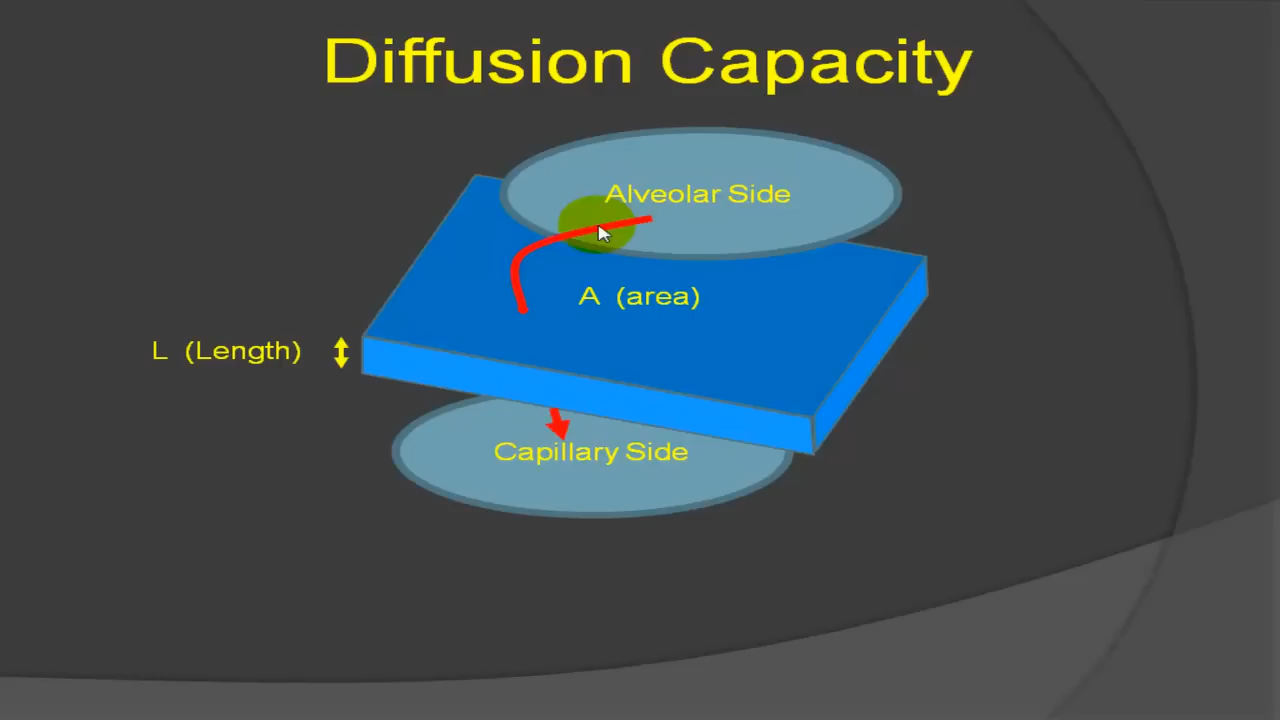 Diffusion Capacity
Alveolar Side
A (area)
L (Length)
Capillary Side